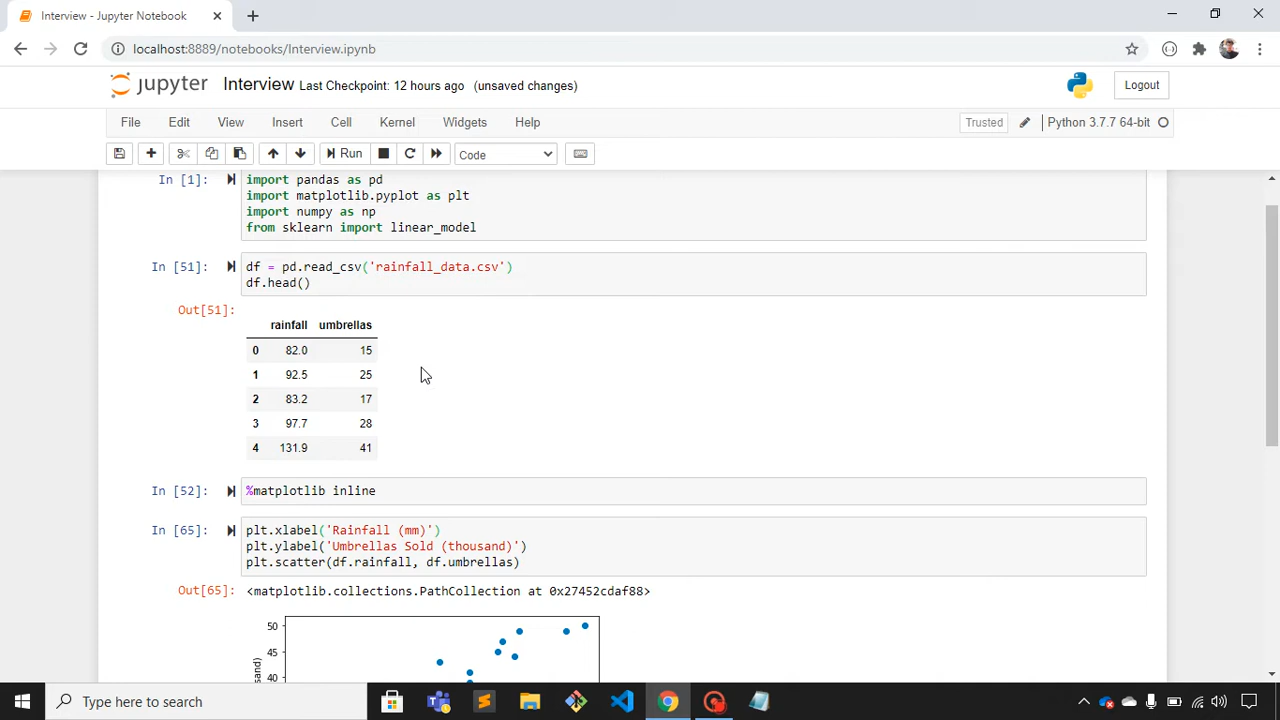 Interview - Jupyter Notebook
localhost:8889/notebooks/Interview.ipynb
jupyter Interview Last Checkpoint: 12 hours ago (unsaved changes)
Logout
File Edit View Insert Cell Kernel Widgets Help
Trusted Python 3.7.7 64-bit
Run Code
In [1]: import pandas as pd
import matplotlib.pyplot as plt
import numpy as np
from sklearn import linear_model
In [51]: df = pd.read_csv('rainfall_data.csv')
df.head()
Out[51]:
rainfall umbrellas
0 82.0 15
1 92.5 25
2 83.2 17
3 97.7 28
4 131.9 41
In [52]: %matplotlib inline
In [65]: plt.xlabel('Rainfall (mm)')
plt.ylabel('Umbrellas Sold (thousand)')
plt.scatter(df.rainfall, df.umbrellas)
Out[65]: <matplotlib.collections.PathCollection at 0x27452cdaf88>
50
45
40
sand)
Type here to search